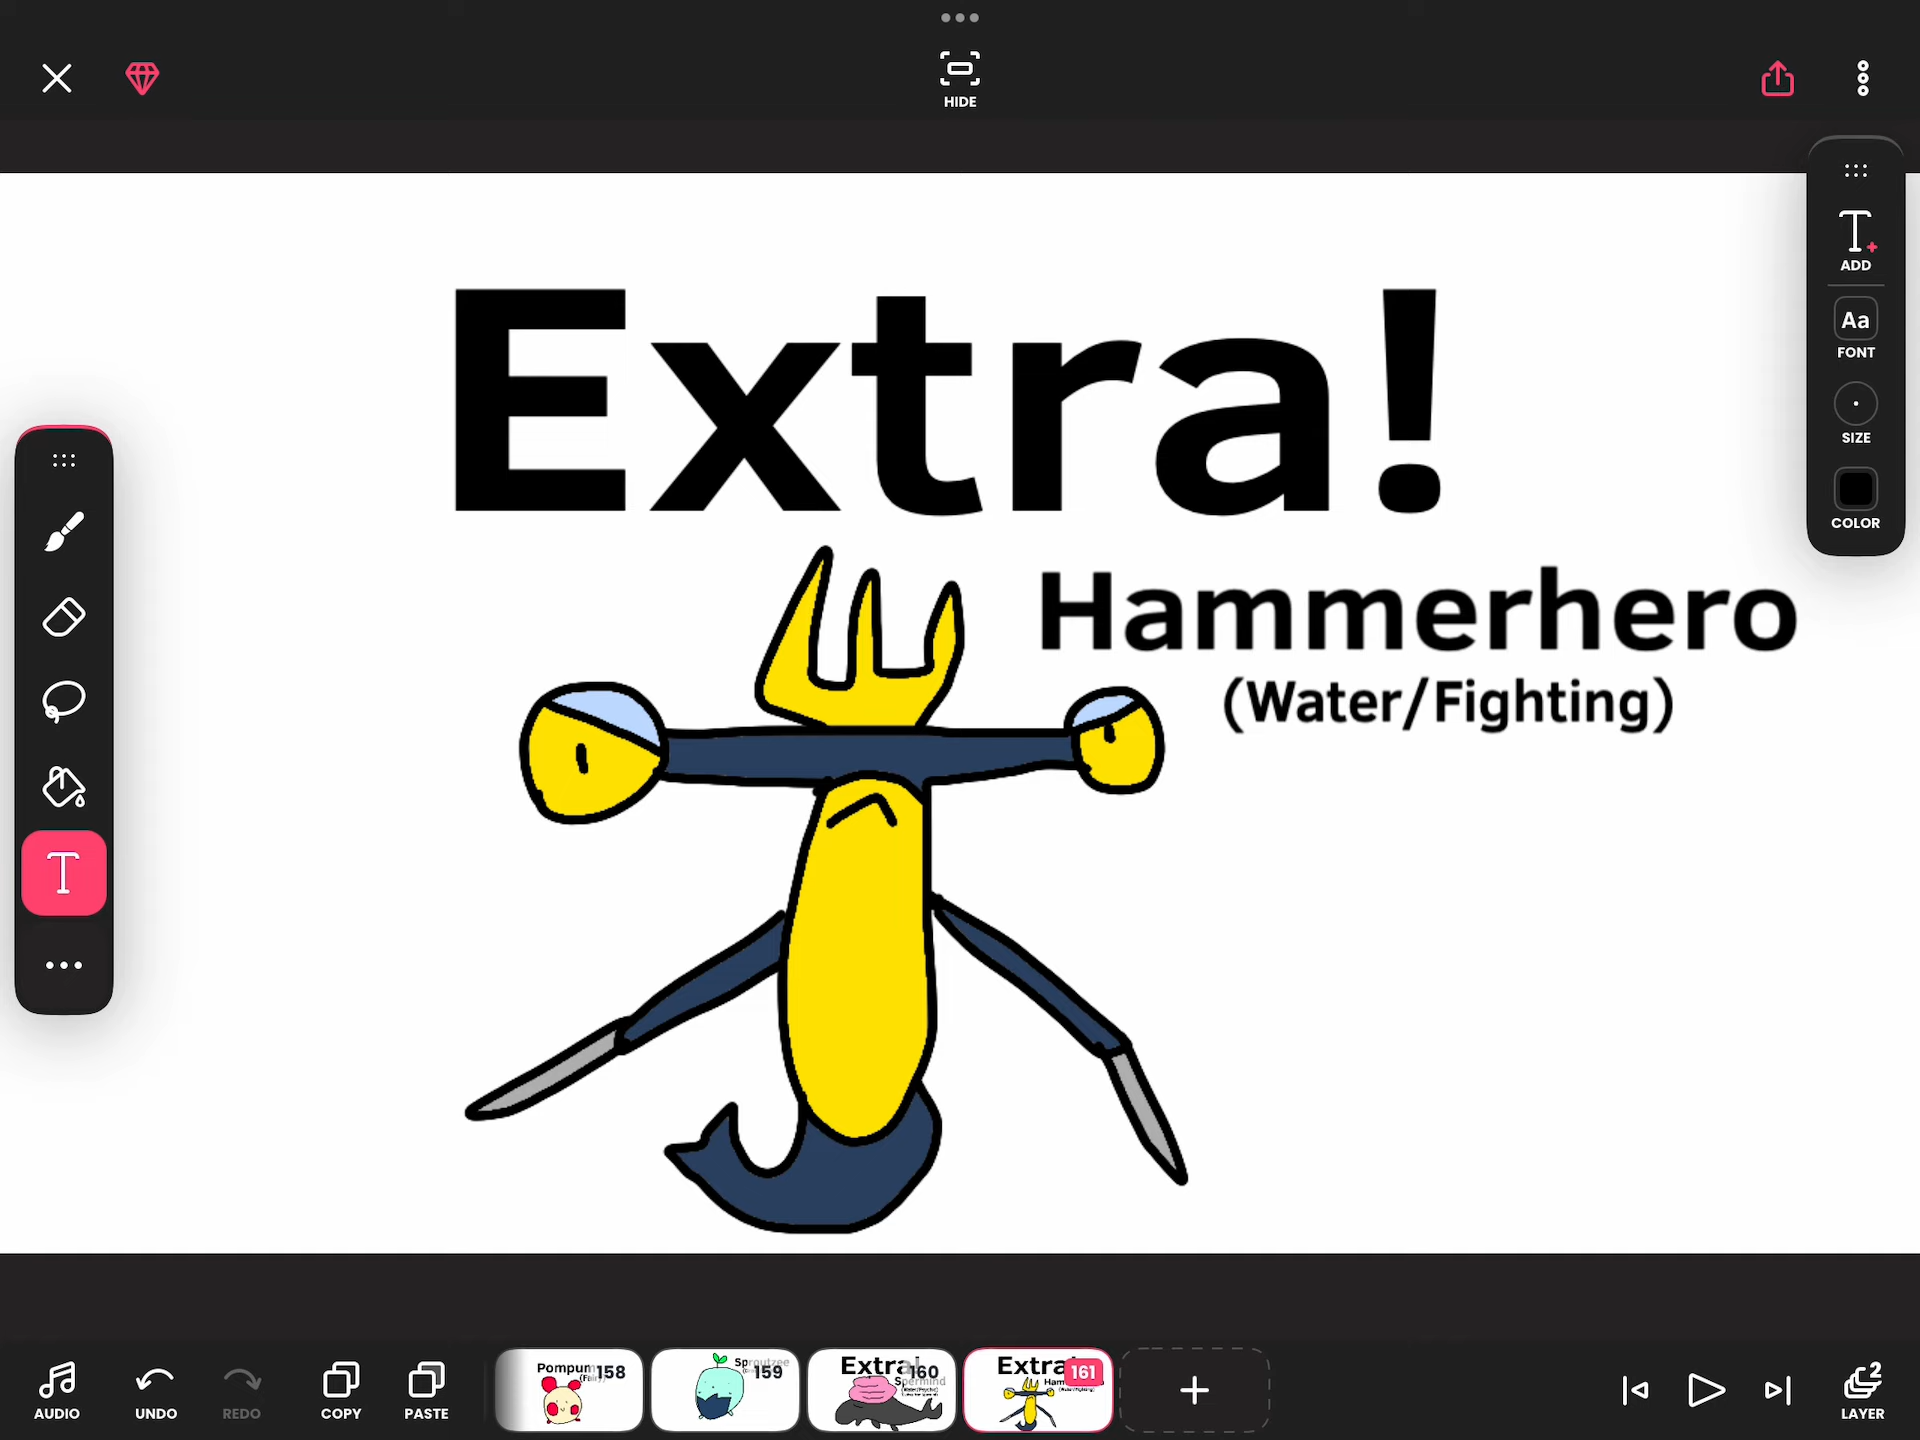 HIDE
ADD
Aa
FONT
SIZE
COLOR
Extra!
Hammerhero
(Water/Fighting)
T
AUDIO
UNDO
REDO
COPY
PASTE
158
159
Extra!
160
Extra!
161
LAYER
2